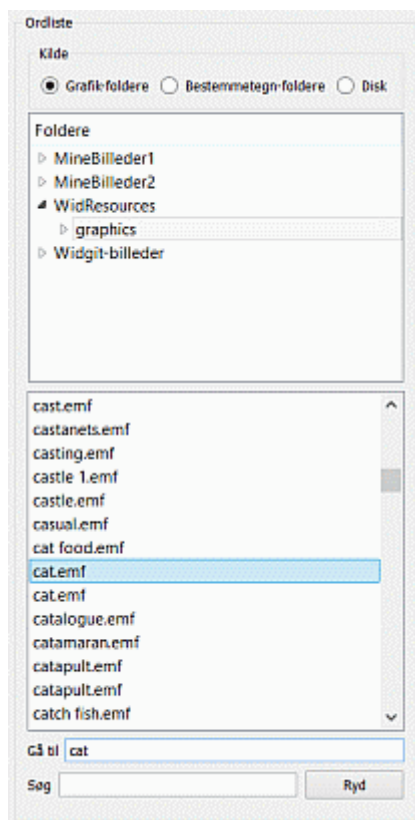 Ordliste
Kilde
Grafik-foldere Bestemmetegn-foldere Disk
Foldere
MineBilleder1
MineBilleder2
WidResources
graphics
Widgit-billeder
cast.emf
castanets.emf
casting.emf
castle 1.emf
castle.emf
casual.emf
cat food.emf
cat.emf
cat.emf
catalogue.emf
catamaran.emf
catapult.emf
catapult.emf
catch fish.emf
Gå til cat
Søg Ryd